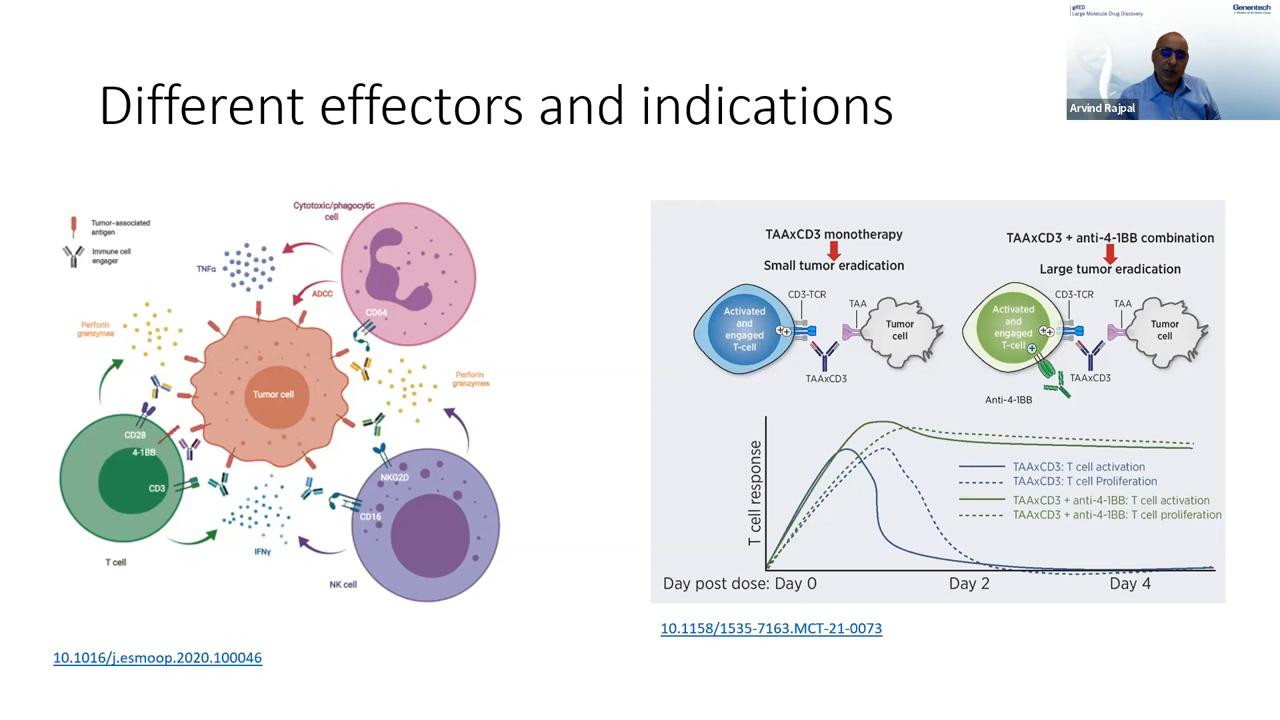 gRED
Large Molecule Drug Discovery
Genentech
Arvind Rajpal
Different effectors and indications
Tumor-associated
antigen
Immune cell
engager
Cytotoxic/phagocytic
cell
TNFα
ADCC
CD64
Perforin
granzymes
Perforin
granzymes
Tumor cell
CD28
4-1BB
CD3
NKG2D
CD16
IFNγ
T cell
NK cell
10.1016/j.esmoop.2020.100046
TAAxCD3 monotherapy
Small tumor eradication
CD3-TCR
TAA
Activated
and
engaged
T-cell
Tumor
cell
TAAxCD3
TAAxCD3 + anti-4-1BB combination
Large tumor eradication
CD3-TCR
TAA
Activated
and
engaged
T-cell
Tumor
cell
TAAxCD3
Anti-4-1BB
T cell response
TAAxCD3: T cell activation
TAAxCD3: T cell Proliferation
TAAxCD3 + anti-4-1BB: T cell activation
TAAxCD3 + anti-4-1BB: T cell proliferation
Day post dose: Day 0 Day 2 Day 4
10.1158/1535-7163.MCT-21-0073